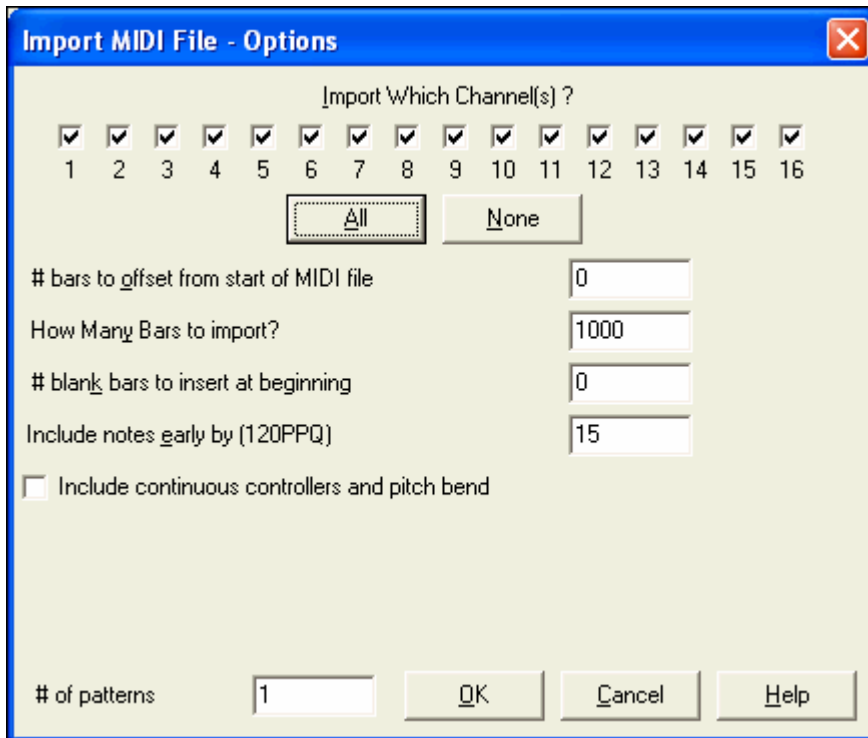 Import MIDI File - Options
Import Which Channel(s) ?
1 2 3 4 5 6 7 8 9 10 11 12 13 14 15 16
All None
# bars to offset from start of MIDI file 0
How Many Bars to import? 1000
# blank bars to insert at beginning 0
Include notes early by (120PPQ) 15
Include continuous controllers and pitch bend
# of patterns 1 OK Cancel Help